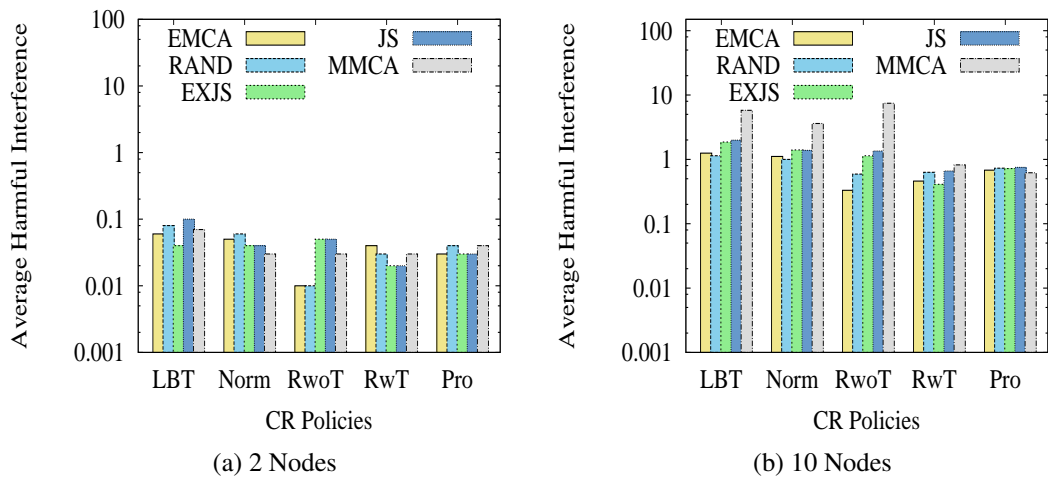 Average Harmful Interference
100
10
1
0.1
0.01
0.001
EMCA
RAND
EXJS
JS
MMCA
LBT Norm RwoT RwT Pro
CR Policies
(a) 2 Nodes
Average Harmful Interference
100
10
1
0.1
0.01
0.001
EMCA
RAND
EXJS
JS
MMCA
LBT Norm RwoT RwT Pro
CR Policies
(b) 10 Nodes